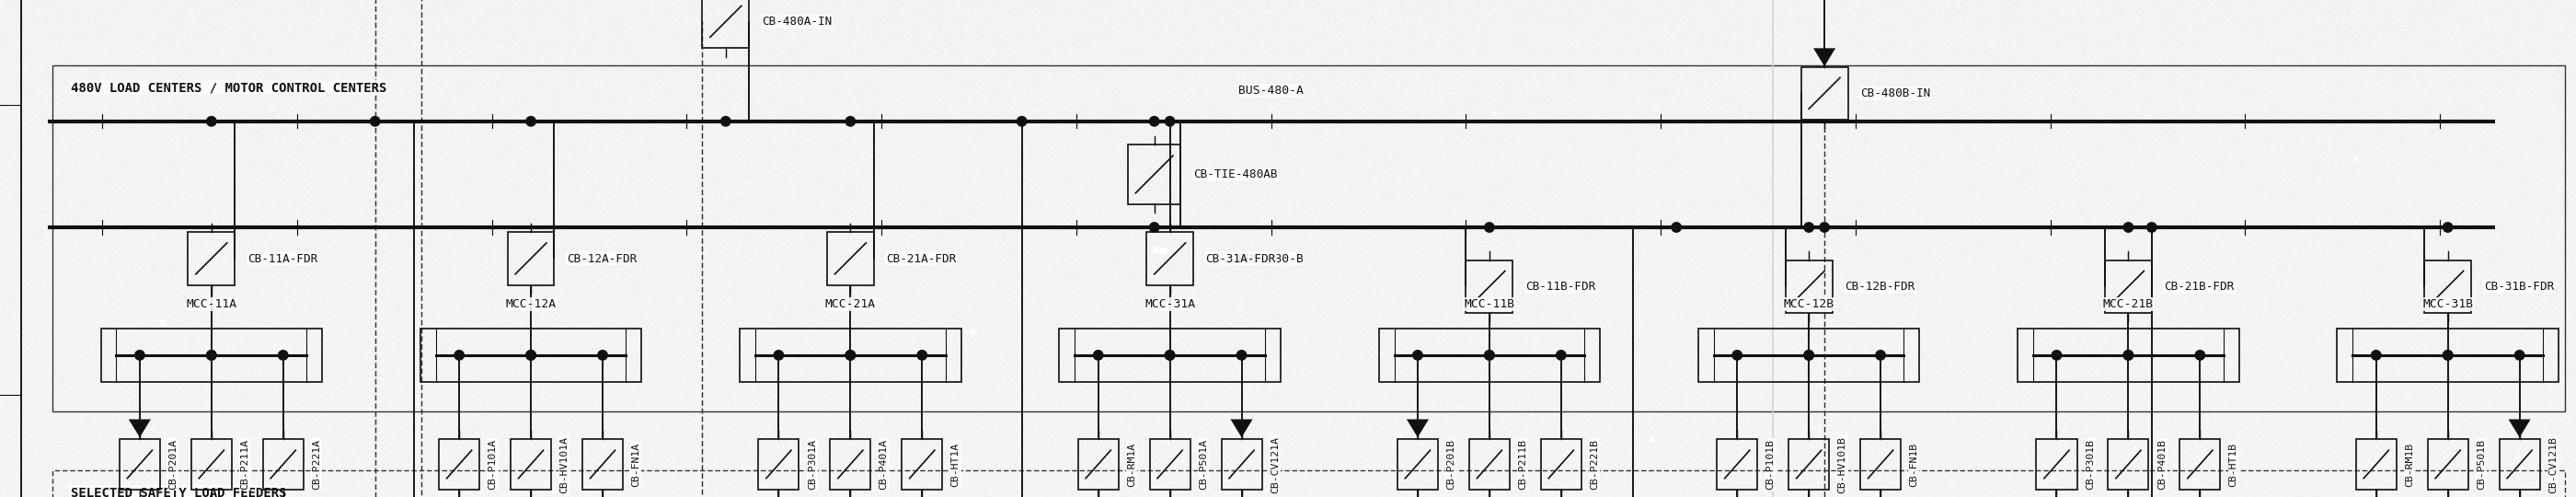 CB-480A-IN
480V LOAD CENTERS / MOTOR CONTROL CENTERS
BUS-480-A
CB-480B-IN
CB-TIE-480AB
CB-11A-FDR
CB-12A-FDR
CB-21A-FDR
CB-31A-FDR
30-B
CB-11B-FDR
CB-12B-FDR
CB-21B-FDR
CB-31B-FDR
MCC-11A
MCC-12A
MCC-21A
MCC-31A
MCC-11B
MCC-12B
MCC-21B
MCC-31B
CB-P201A
CB-P211A
CB-P221A
CB-P101A
CB-HV101A
CB-FN1A
CB-P301A
CB-P401A
CB-HT1A
CB-RM1A
CB-P501A
CB-CV121A
CB-P201B
CB-P211B
CB-P221B
CB-P101B
CB-HV101B
CB-FN1B
CB-P301B
CB-P401B
CB-HT1B
CB-RM1B
CB-P501B
CB-CV121B
SELECTED SAFETY LOAD FEEDERS